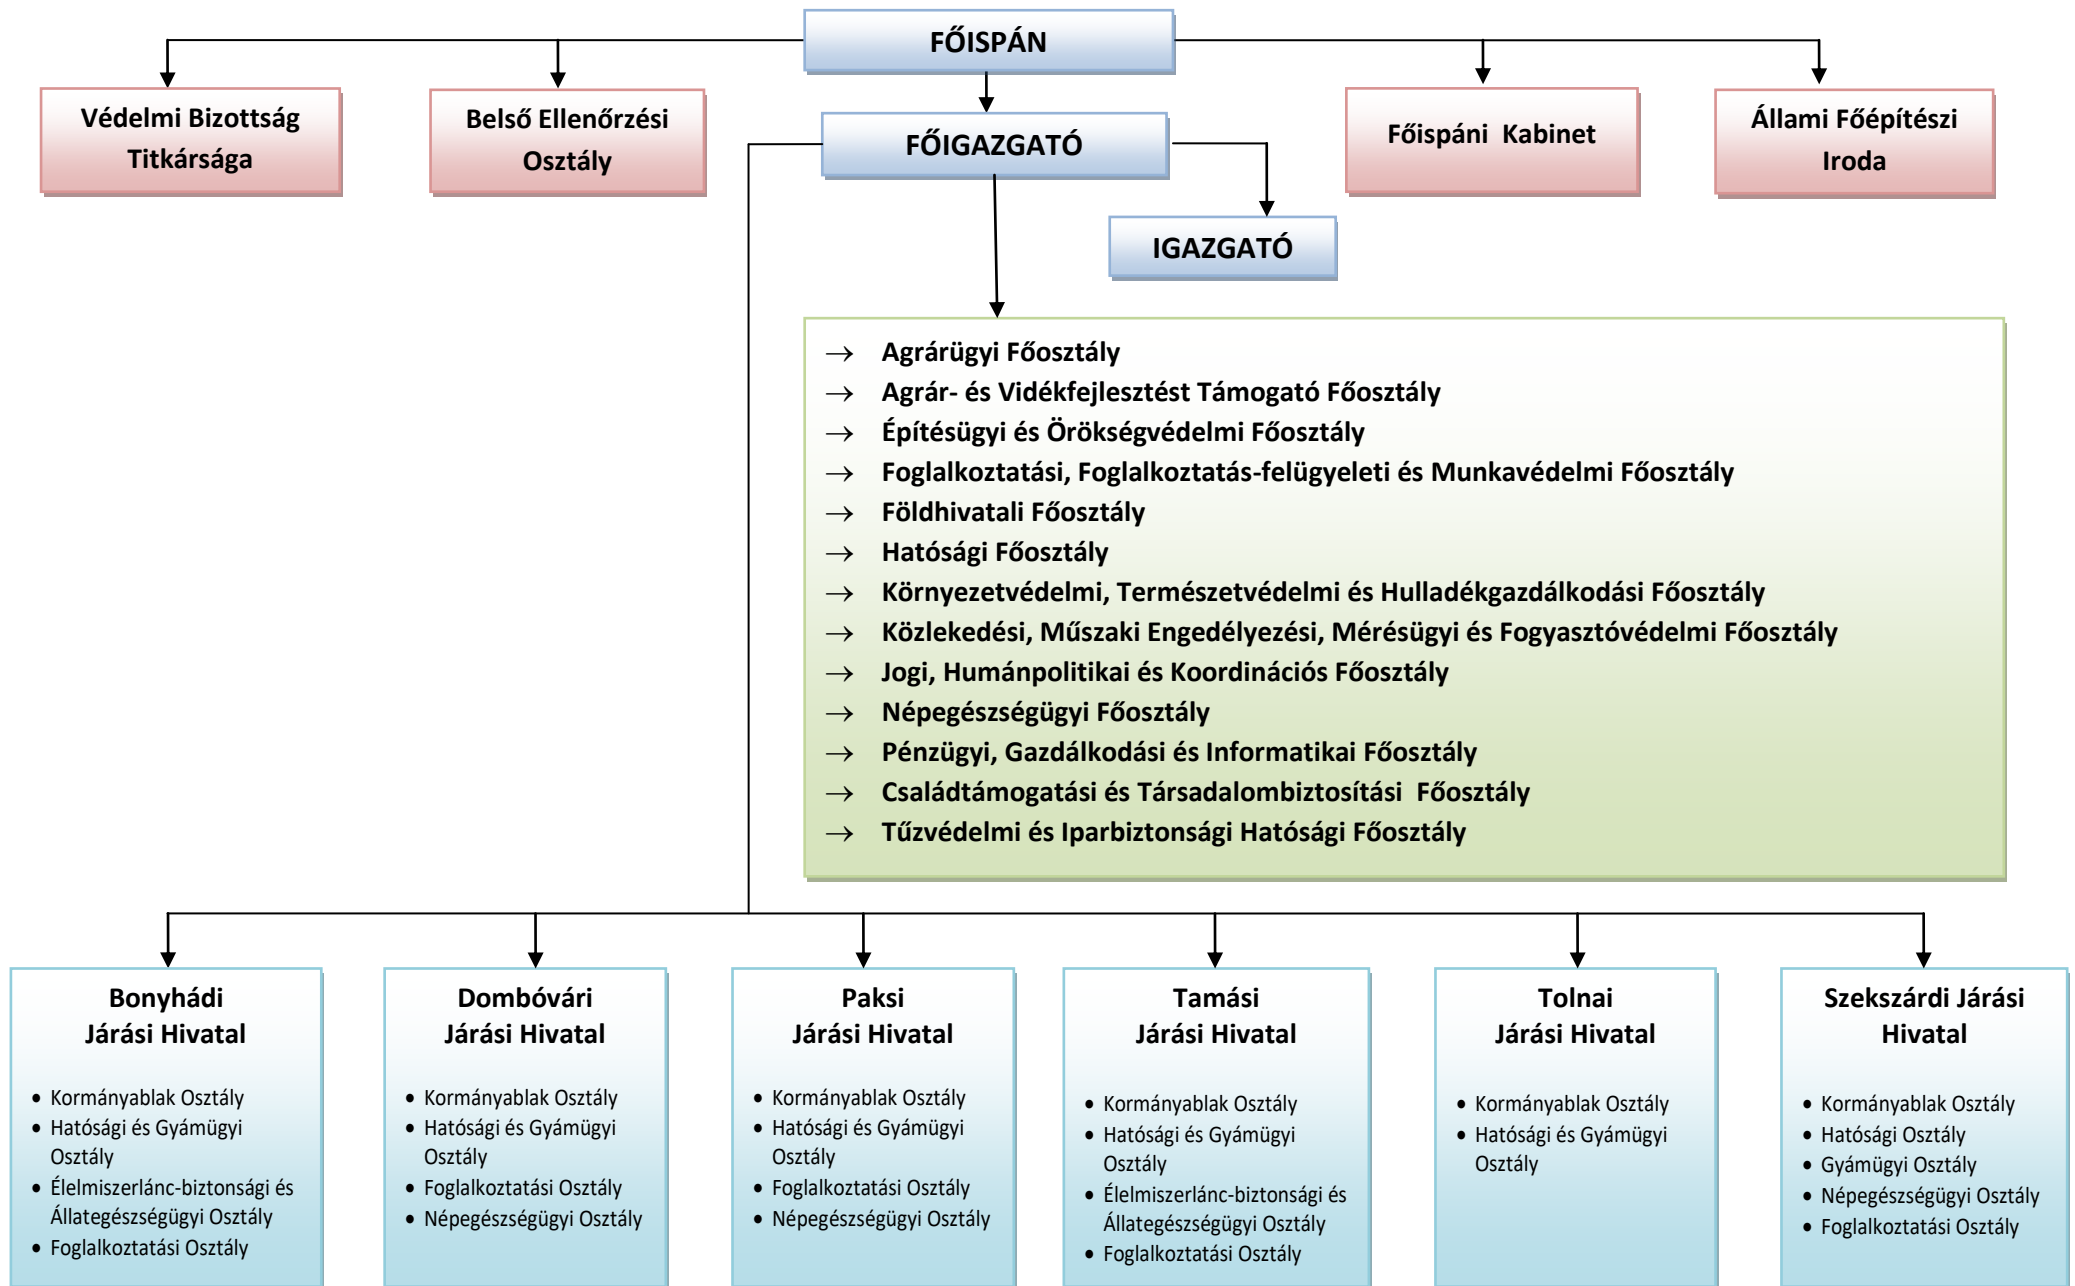 FŐISPÁN
Védelmi Bizottság
Titkársága
Belső Ellenőrzési
Osztály
FŐIGAZGATÓ
Főispáni Kabinet
Állami Főépítészi
Iroda
IGAZGATÓ
→ Agrárügyi Főosztály
→ Agrár- és Vidékfejlesztést Támogató Főosztály
→ Építésügyi és Örökségvédelmi Főosztály
→ Foglalkoztatási, Foglalkoztatás-felügyeleti és Munkavédelmi Főosztály
→ Földhivatali Főosztály
→ Hatósági Főosztály
→ Környezetvédelmi, Természetvédelmi és Hulladékgazdálkodási Főosztály
→ Közlekedési, Műszaki Engedélyezési, Mérésügyi és Fogyasztóvédelmi Főosztály
→ Jogi, Humánpolitikai és Koordinációs Főosztály
→ Népegészségügyi Főosztály
→ Pénzügyi, Gazdálkodási és Informatikai Főosztály
→ Családtámogatási és Társadalombiztosítási Főosztály
→ Tűzvédelmi és Iparbiztonsági Hatósági Főosztály
Bonyhádi
Járási Hivatal
• Kormányablak Osztály
• Hatósági és Gyámügyi
Osztály
• Élelmiszerlánc-biztonsági és
Állategészségügyi Osztály
• Foglalkoztatási Osztály
Dombóvári
Járási Hivatal
• Kormányablak Osztály
• Hatósági és Gyámügyi
Osztály
• Foglalkoztatási Osztály
• Népegészségügyi Osztály
Paksi
Járási Hivatal
• Kormányablak Osztály
• Hatósági és Gyámügyi
Osztály
• Foglalkoztatási Osztály
• Népegészségügyi Osztály
Tamási
Járási Hivatal
• Kormányablak Osztály
• Hatósági és Gyámügyi
Osztály
• Élelmiszerlánc-biztonsági és
Állategészségügyi Osztály
• Foglalkoztatási Osztály
Tolnai
Járási Hivatal
• Kormányablak Osztály
• Hatósági és Gyámügyi
Osztály
Szekszárdi Járási
Hivatal
• Kormányablak Osztály
• Hatósági Osztály
• Gyámügyi Osztály
• Népegészségügyi Osztály
• Foglalkoztatási Osztály